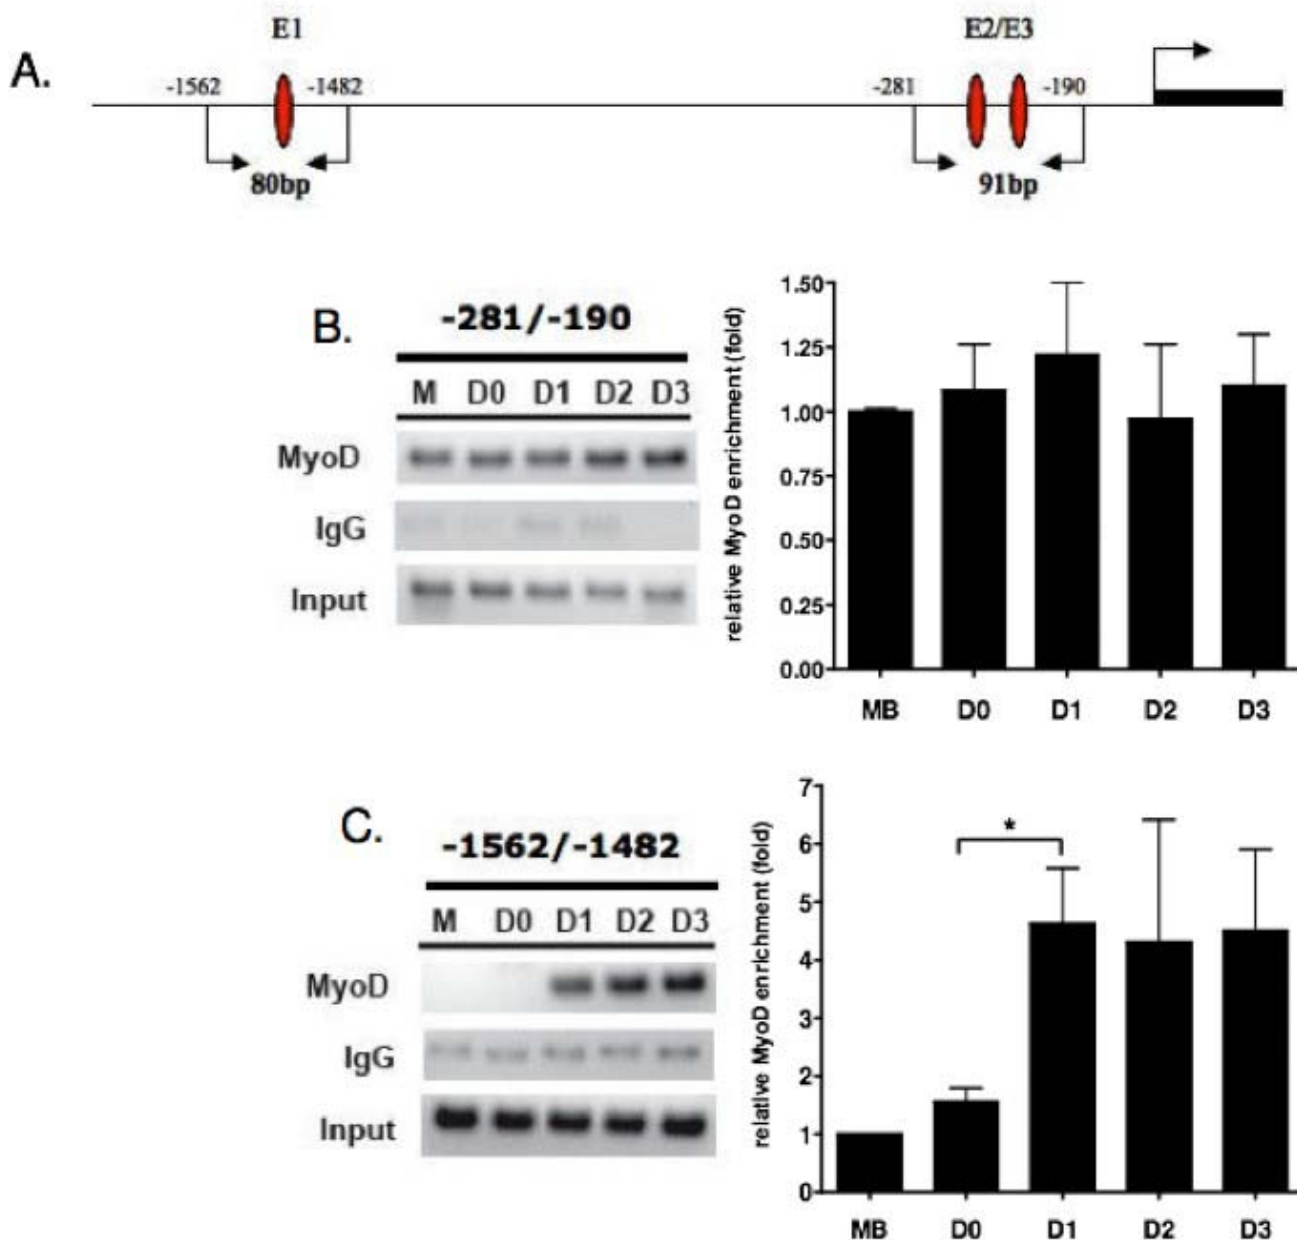 A.
E1
E2/E3
-1562
-1482
-281
-190
80bp
91bp
B.
-281/-190
M D0 D1 D2 D3
MyoD
IgG
Input
relative MyoD enrichment (fold)
1.50
1.25
1.00
0.75
0.50
0.25
0.00
MB D0 D1 D2 D3
C.
-1562/-1482
M D0 D1 D2 D3
MyoD
IgG
Input
relative MyoD enrichment (fold)
7
6
5
4
3
2
1
0
*
MB D0 D1 D2 D3